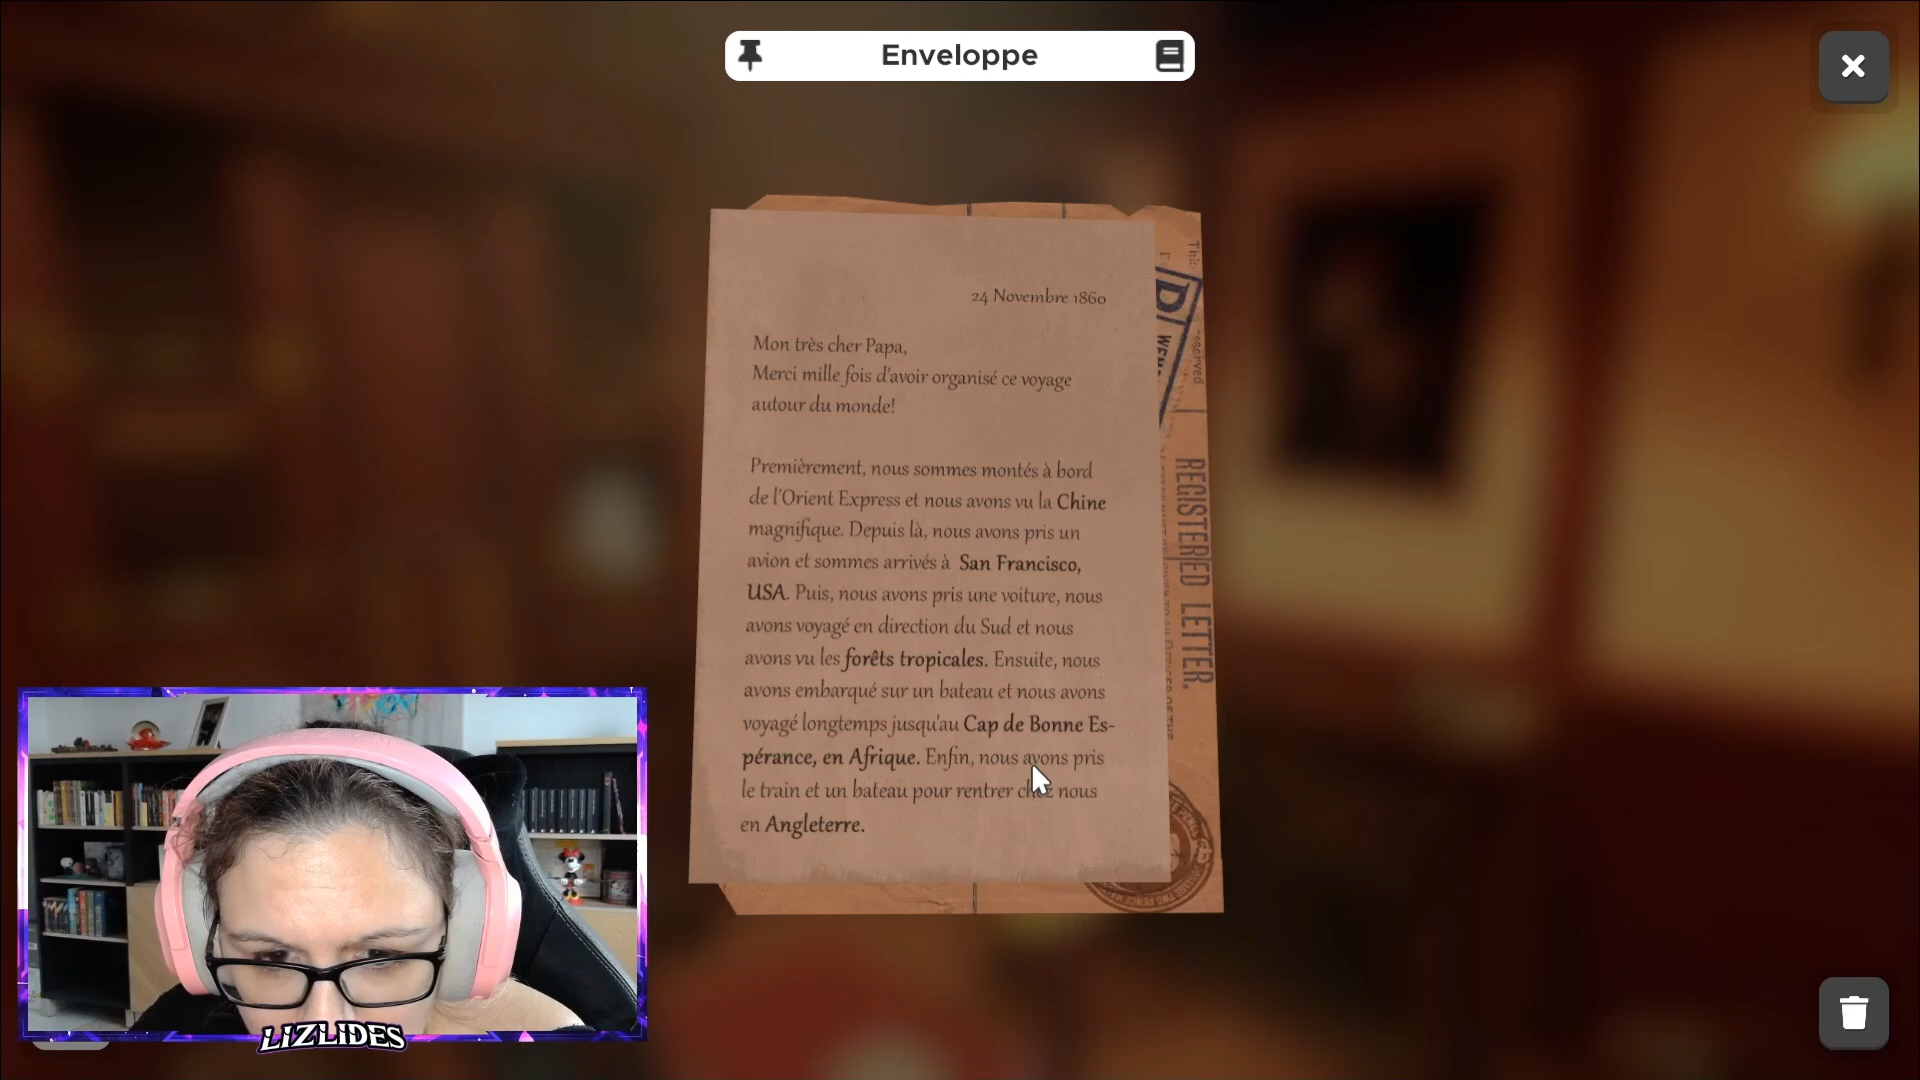 Enveloppe
24 Novembre 1860
Mon très cher Papa,
Merci mille fois d'avoir organisé ce voyage
autour du monde!
Premièrement, nous sommes montés à bord
de l'Orient Express et nous avons vu la Chine
magnifique. Depuis là, nous avons pris un
avion et sommes arrivés à San Francisco,
USA. Puis, nous avons pris une voiture, nous
avons voyagé en direction du Sud et nous
avons vu les forêts tropicales. Ensuite, nous
avons embarqué sur un bateau et nous avons
voyagé longtemps jusqu'au Cap de Bonne Es-
pérance, en Afrique. Enfin, nous avons pris
le train et un bateau pour rentrer chez nous
en Angleterre.
REGISTERED LETTER.
LIZLIDES